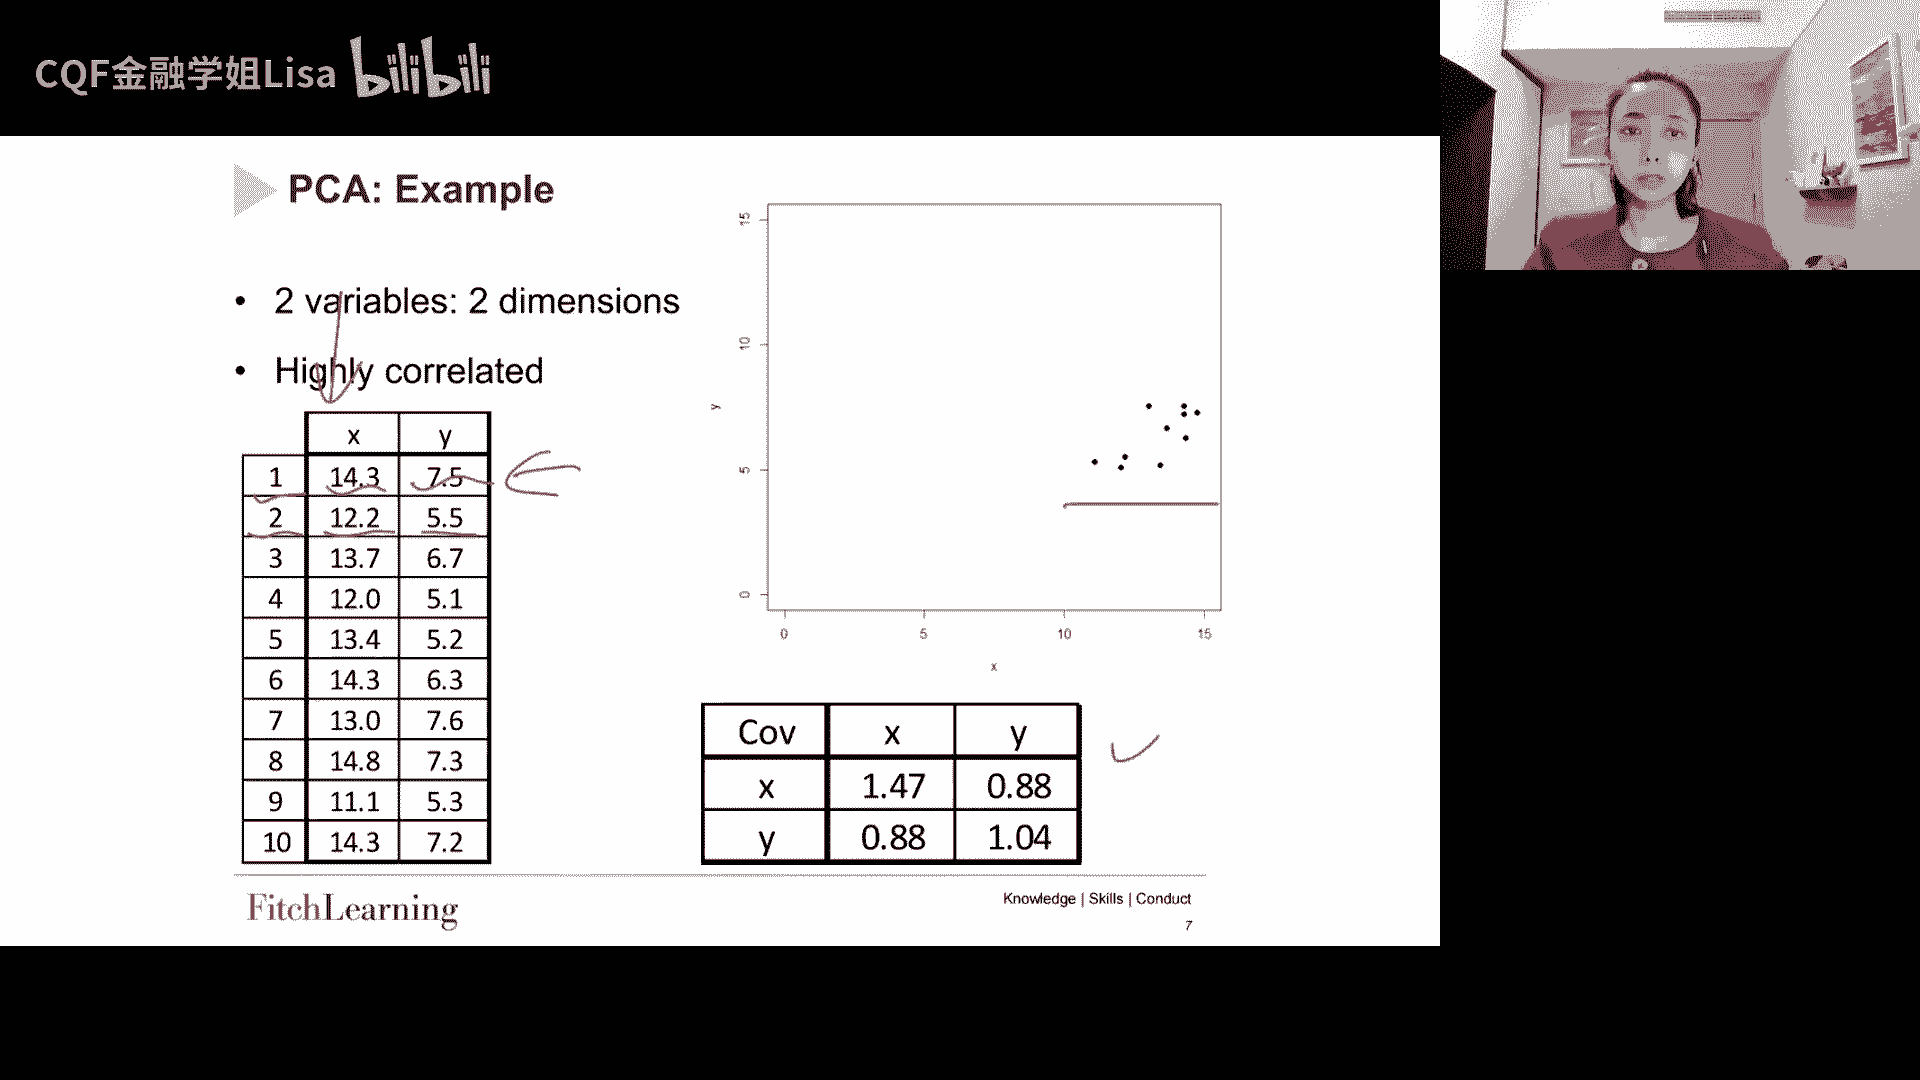 CQF金融学姐Lisa bilibili
PCA: Example
• 2 variables: 2 dimensions
• Highly correlated
x y
1 14.3 7.5
2 12.2 5.5
3 13.7 6.7
4 12.0 5.1
5 13.4 5.2
6 14.3 6.3
7 13.0 7.6
8 14.8 7.3
9 11.1 5.3
10 14.3 7.2
15
10
5
0
y
0 5 10 15
x
Cov x y
x 1.47 0.88
y 0.88 1.04
FitchLearning
Knowledge | Skills | Conduct
7